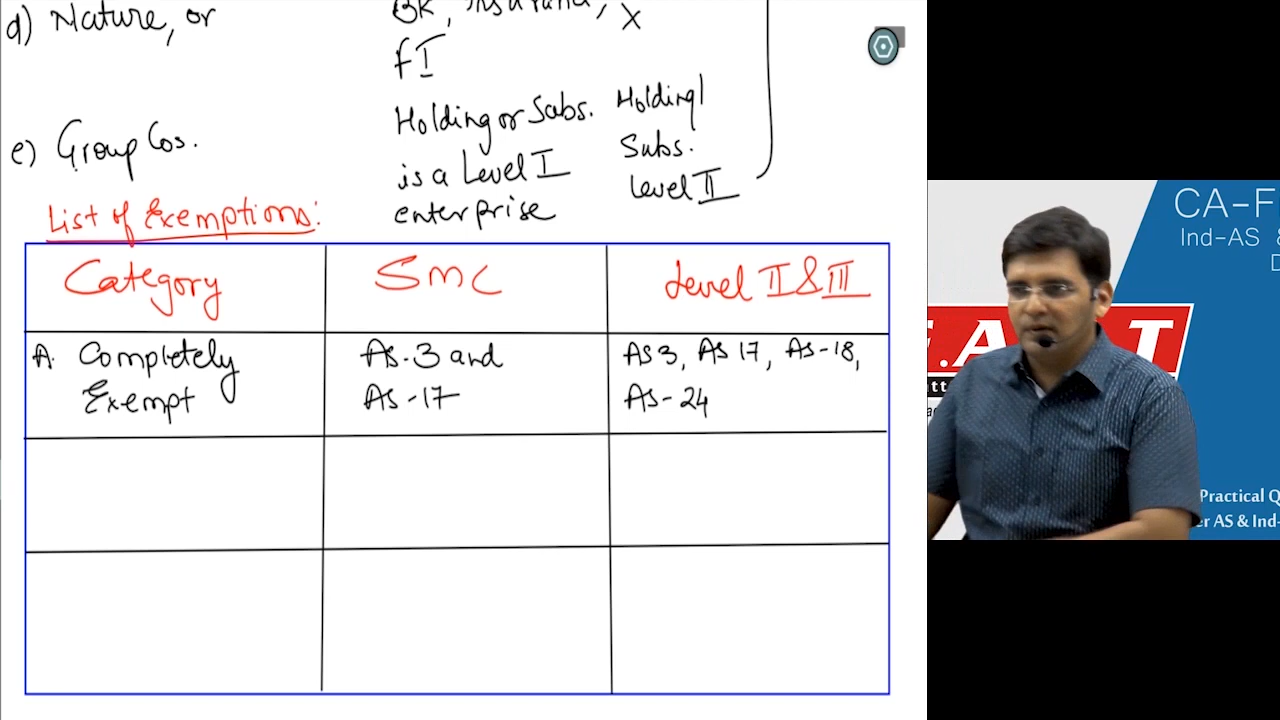 d) Nature, or
BK, Insurance, X
FI
e) Group Cos.
Holding or Subs. is a Level I enterprise
Holding/ Subs. Level II
List of Exemptions:
Category
SMC
Level II & III
A. Completely
Exempt
AS-3 and
AS-17
AS 3, AS 17, AS-18,
AS-24
CA-F
Ind-AS &
D
Practical Q
er AS & Ind-